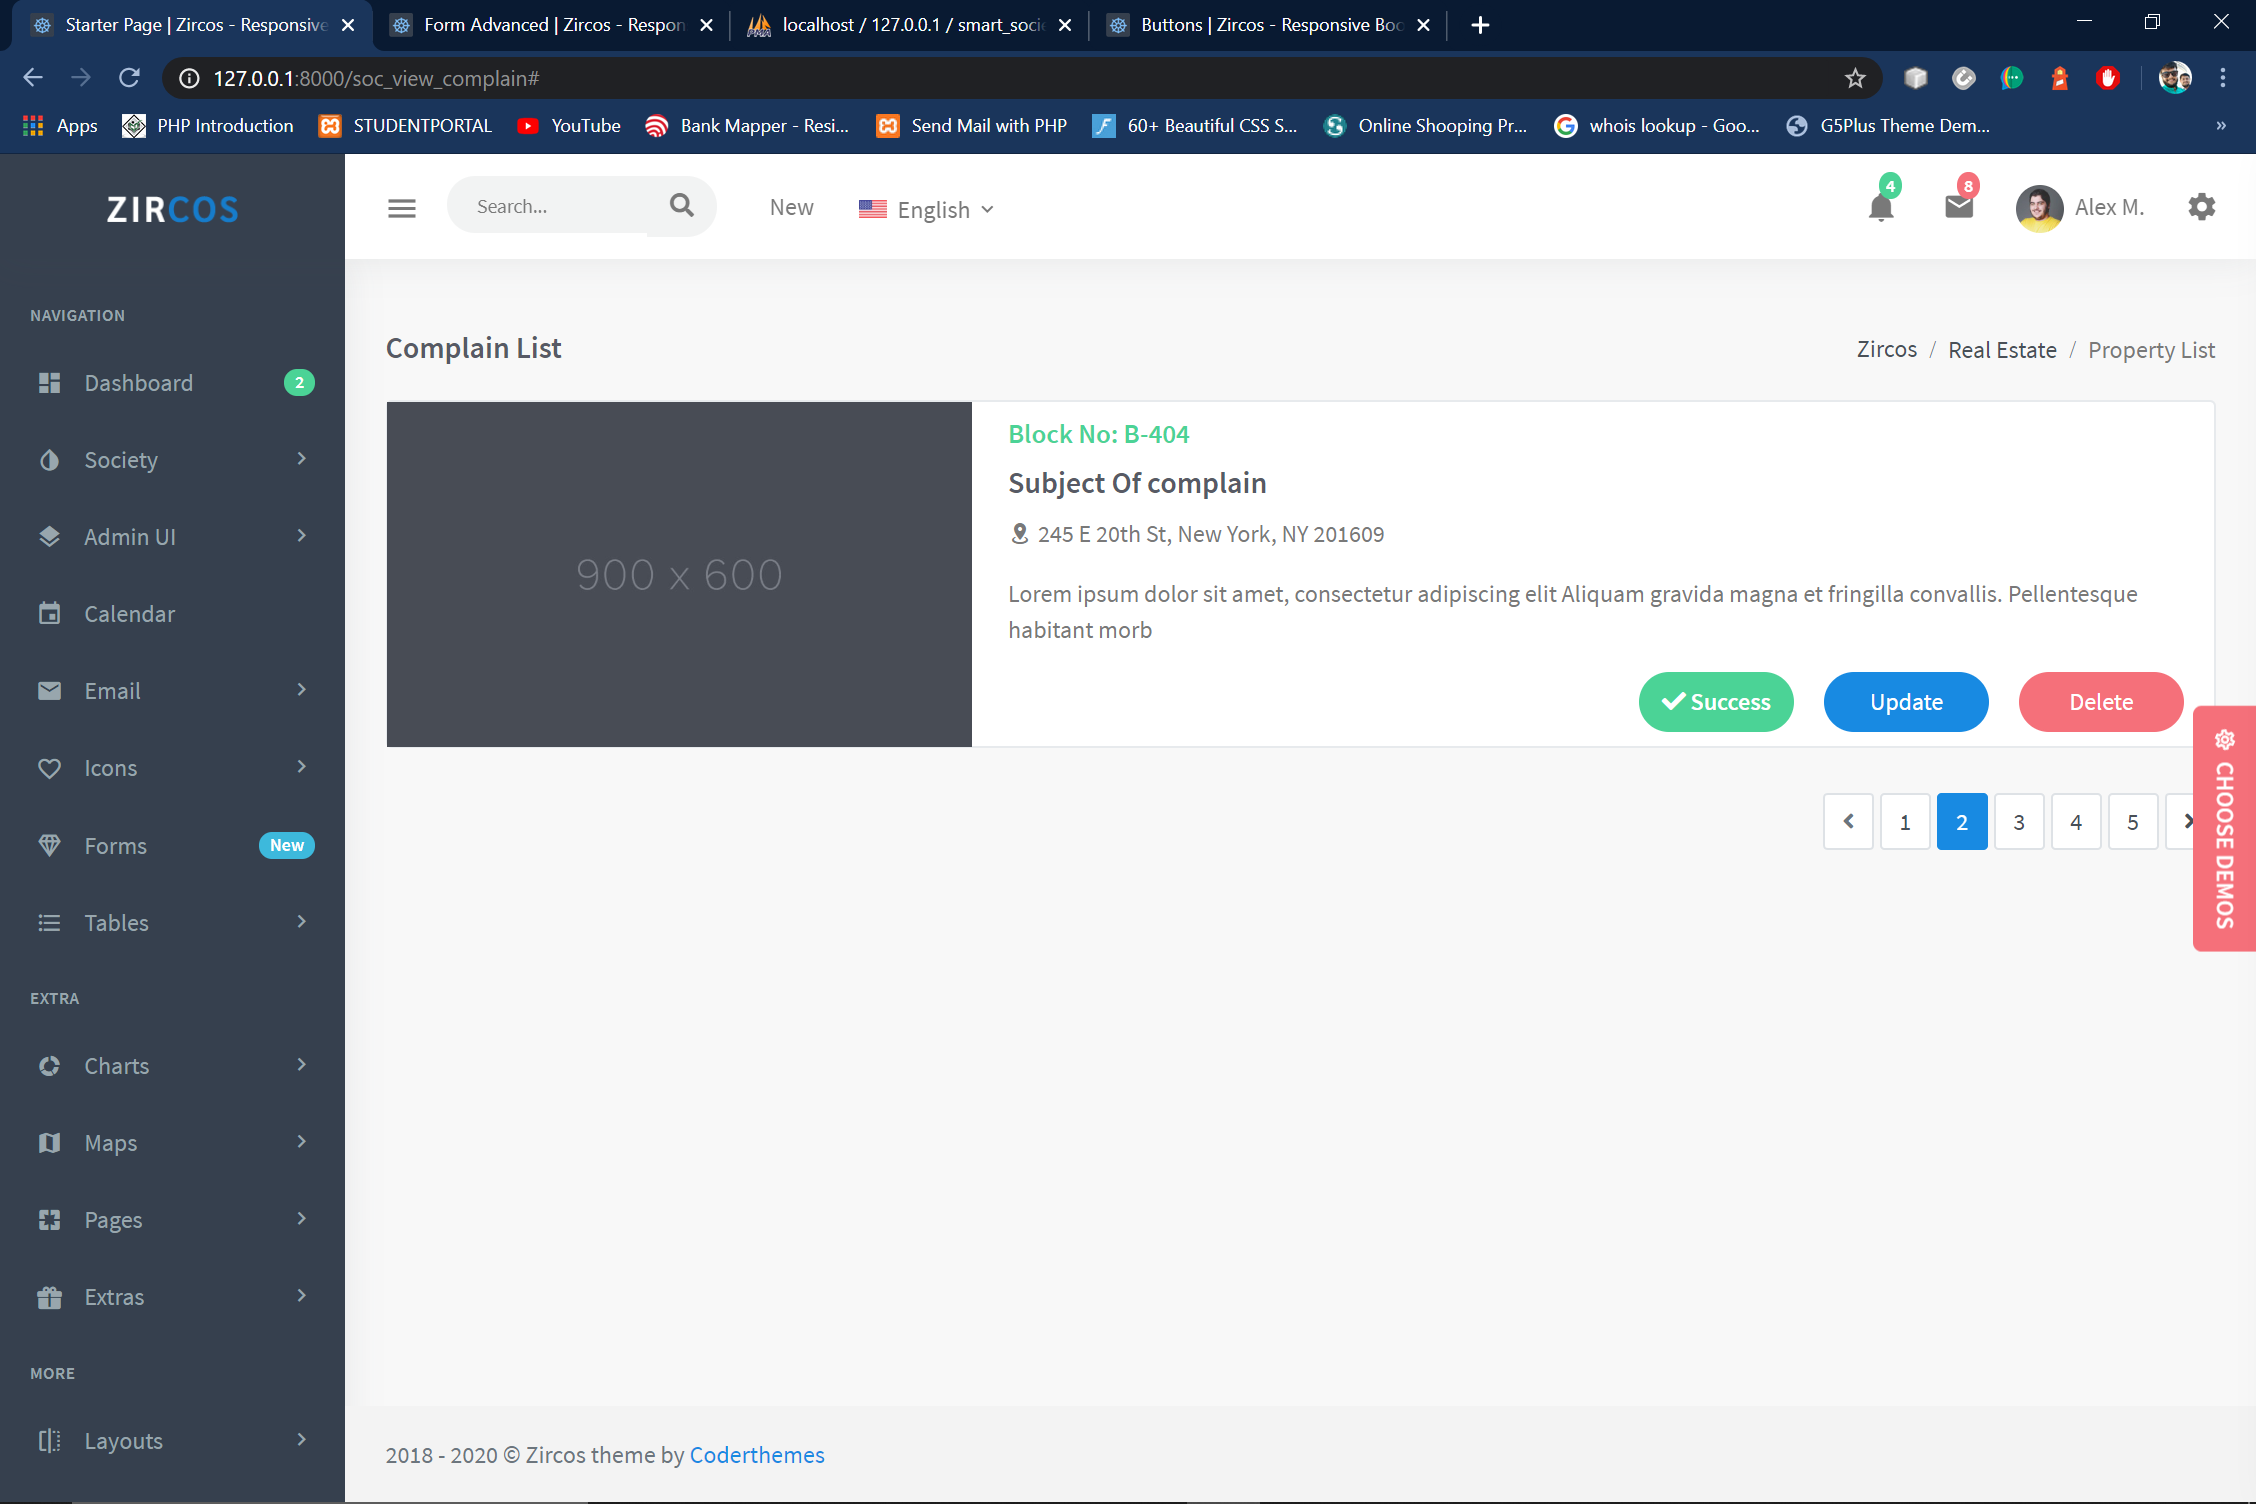 Starter Page | Zircos - Responsive
Form Advanced | Zircos - Respon
localhost / 127.0.0.1 / smart_soci
Buttons | Zircos - Responsive Boo
127.0.0.1:8000/soc_view_complain#
Apps
PHP Introduction
STUDENTPORTAL
YouTube
Bank Mapper - Resi...
Send Mail with PHP
60+ Beautiful CSS S...
Online Shooping Pr...
whois lookup - Goo...
G5Plus Theme Dem...
»
ZIRCOS
Search...
New
English
4
8
Alex M.
NAVIGATION
Dashboard
2
Society
Admin UI
Calendar
Email
Icons
Forms
New
Tables
EXTRA
Charts
Maps
Pages
Extras
MORE
Layouts
Complain List
Zircos / Real Estate / Property List
900 x 600
Block No: B-404
Subject Of complain
245 E 20th St, New York, NY 201609
Lorem ipsum dolor sit amet, consectetur adipiscing elit Aliquam gravida magna et fringilla convallis. Pellentesque
habitant morb
Success
Update
Delete
1 2 3 4 5
CHOOSE DEMOS
2018 - 2020 © Zircos theme by Coderthemes